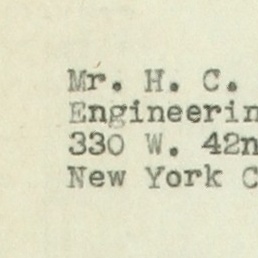 Mr. H. C.
Engineerin
330 W. 42n
New York C